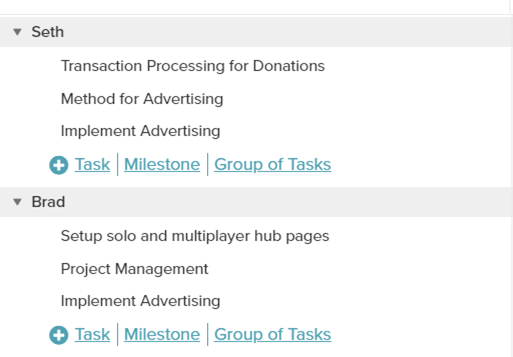 Seth
Transaction Processing for Donations
Method for Advertising
Implement Advertising
Task | Milestone | Group of Tasks
Brad
Setup solo and multiplayer hub pages
Project Management
Implement Advertising
Task | Milestone | Group of Tasks